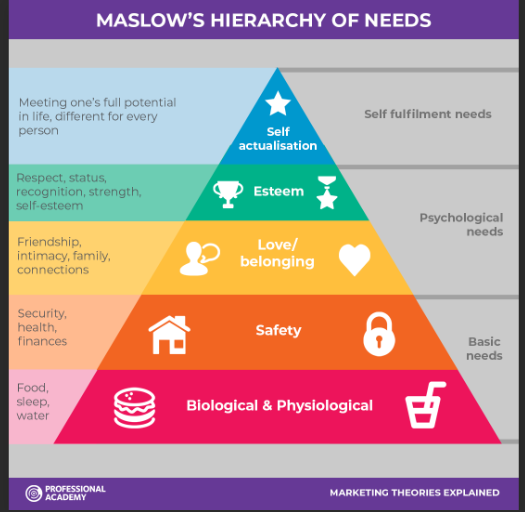 MASLOW'S HIERARCHY OF NEEDS
Meeting one's full potential
in life, different for every
person
Self
actualisation
Self fulfilment needs
Respect, status,
recognition, strength,
self-esteem
Esteem
Psychological
needs
Friendship,
intimacy, family,
connections
Love/
belonging
Security,
health,
finances
Safety
Basic
needs
Food,
sleep,
water
Biological & Physiological
PROFESSIONAL
ACADEMY
MARKETING THEORIES EXPLAINED